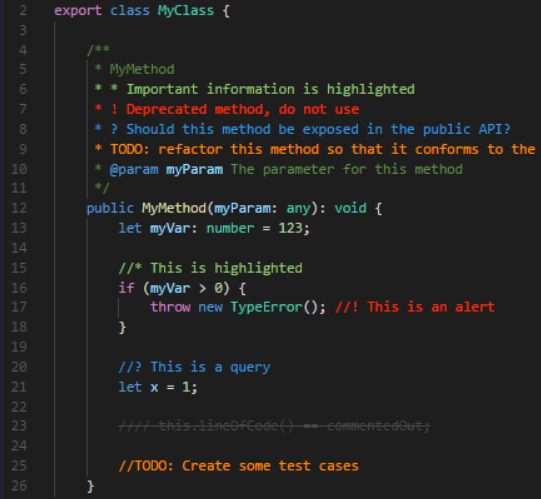 2 export class MyClass {
3
4 /**
5 * MyMethod
6 * * Important information is highlighted
7 * ! Deprecated method, do not use
8 * ? Should this method be exposed in the public API?
9 * TODO: refactor this method so that it conforms to the
10 * @param myParam The parameter for this method
11 */
12 public MyMethod(myParam: any): void {
13 let myVar: number = 123;
14
15 //* This is highlighted
16 if (myVar > 0) {
17 throw new TypeError(); //! This is an alert
18 }
19
20 //? This is a query
21 let x = 1;
22
23 //// this.lineOfCode() == commentedOut;
24
25 //TODO: Create some test cases
26 }